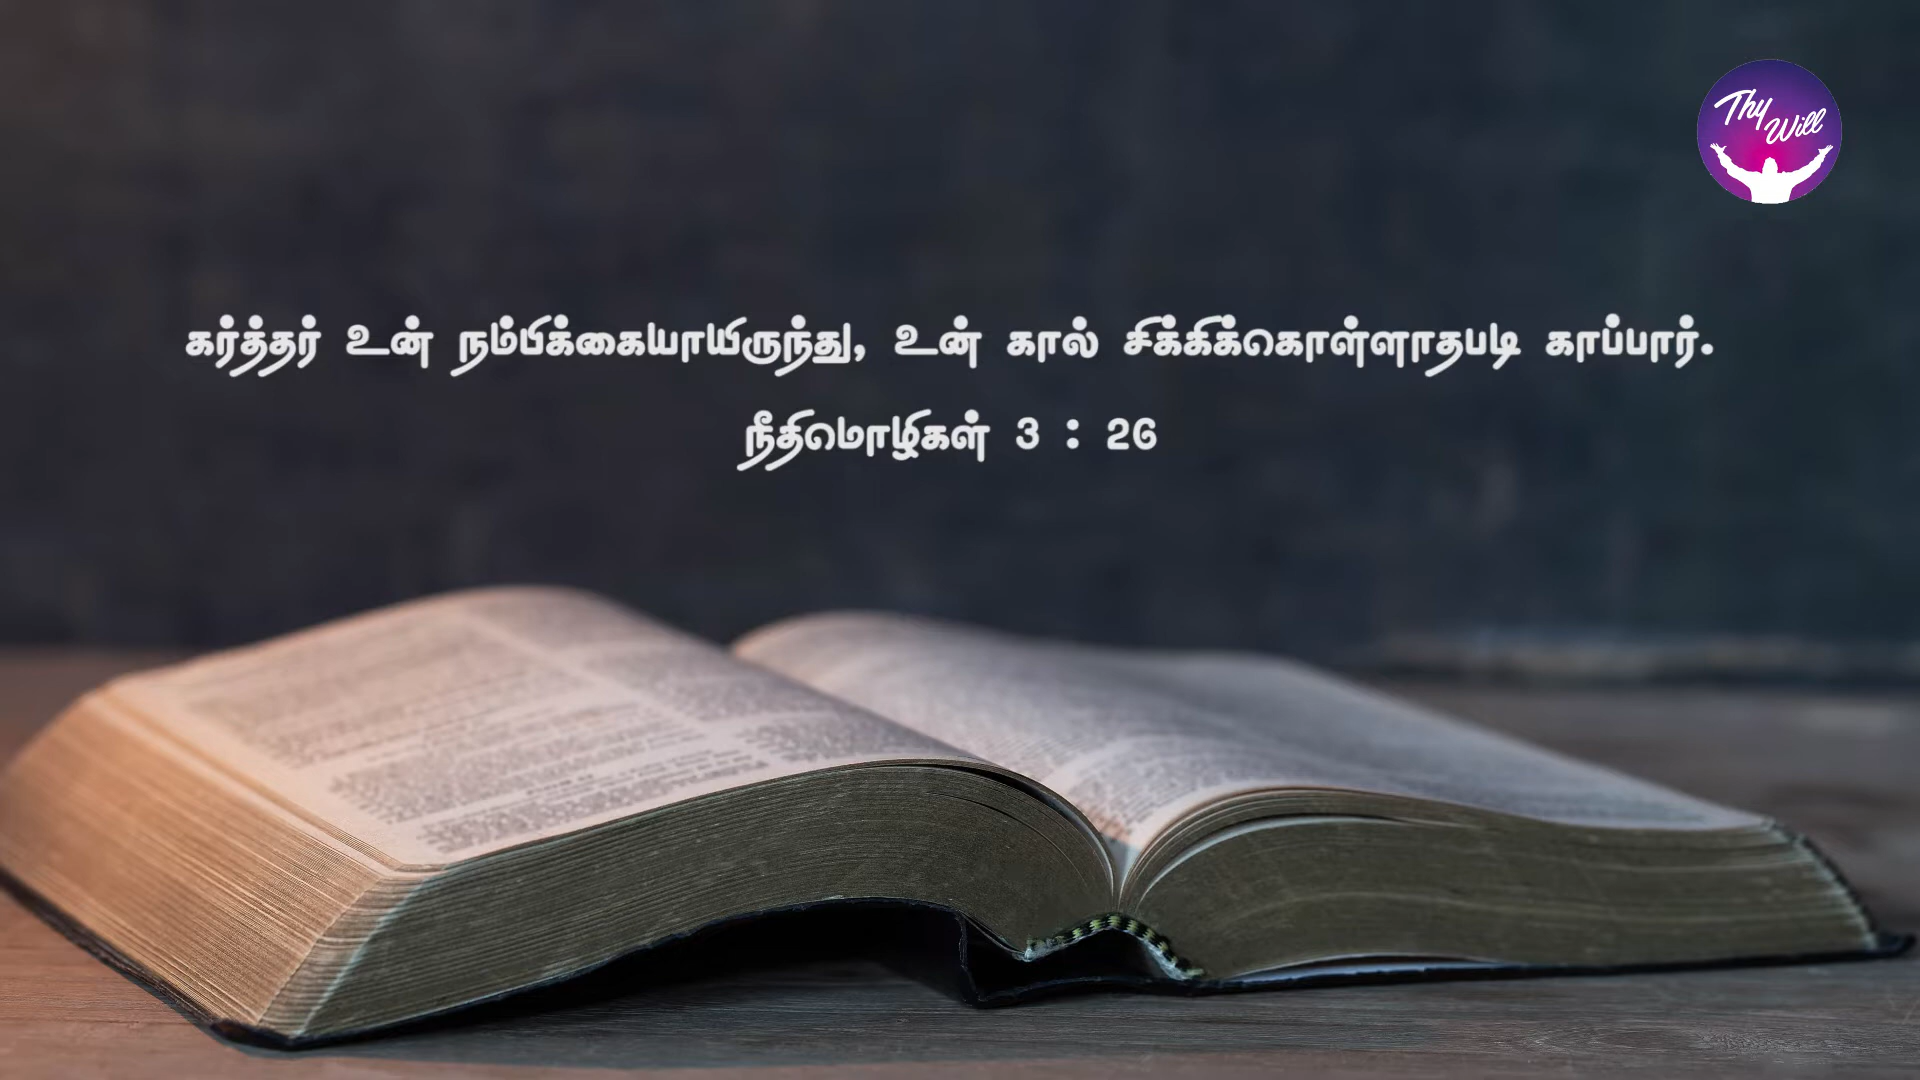 Thy
Will
கர்த்தர் உன் நம்பிக்கையாயிருந்து, உன் கால் சிக்கிக்கொள்ளாதபடி காப்பார்.
நீதிமொழிகள் 3 : 26